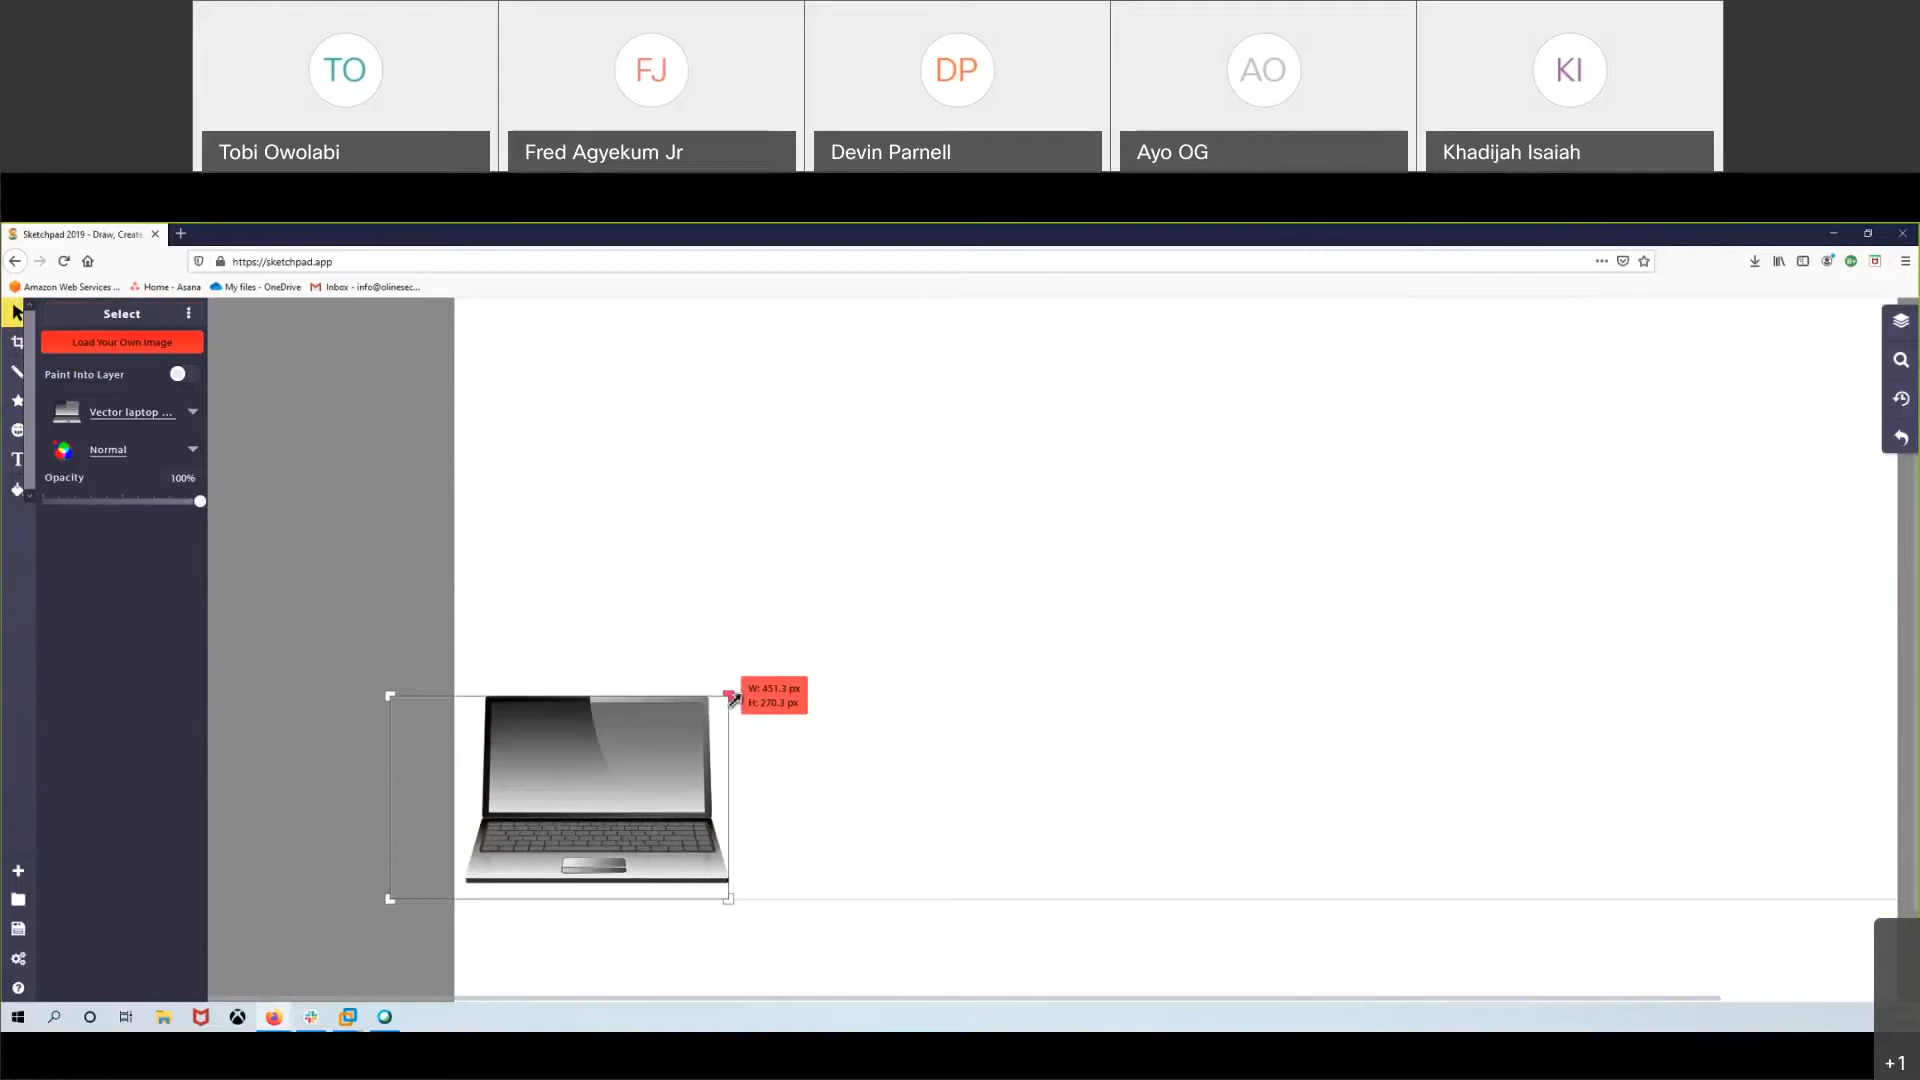 TO
FJ
DP
AO
KI
Tobi Owolabi
Fred Agyekum Jr
Devin Parnell
Ayo OG
Khadijah Isaiah
Sketchpad 2019 - Draw, Create
https://sketchpad.app
Amazon Web Services ...
Home - Asana
My files - OneDrive
Inbox - info@olinesec...
Select
Load Your Own Image
Paint Into Layer
Vector laptop ...
Normal
Opacity
100%
W: 451.3 px
H: 270.3 px
+1